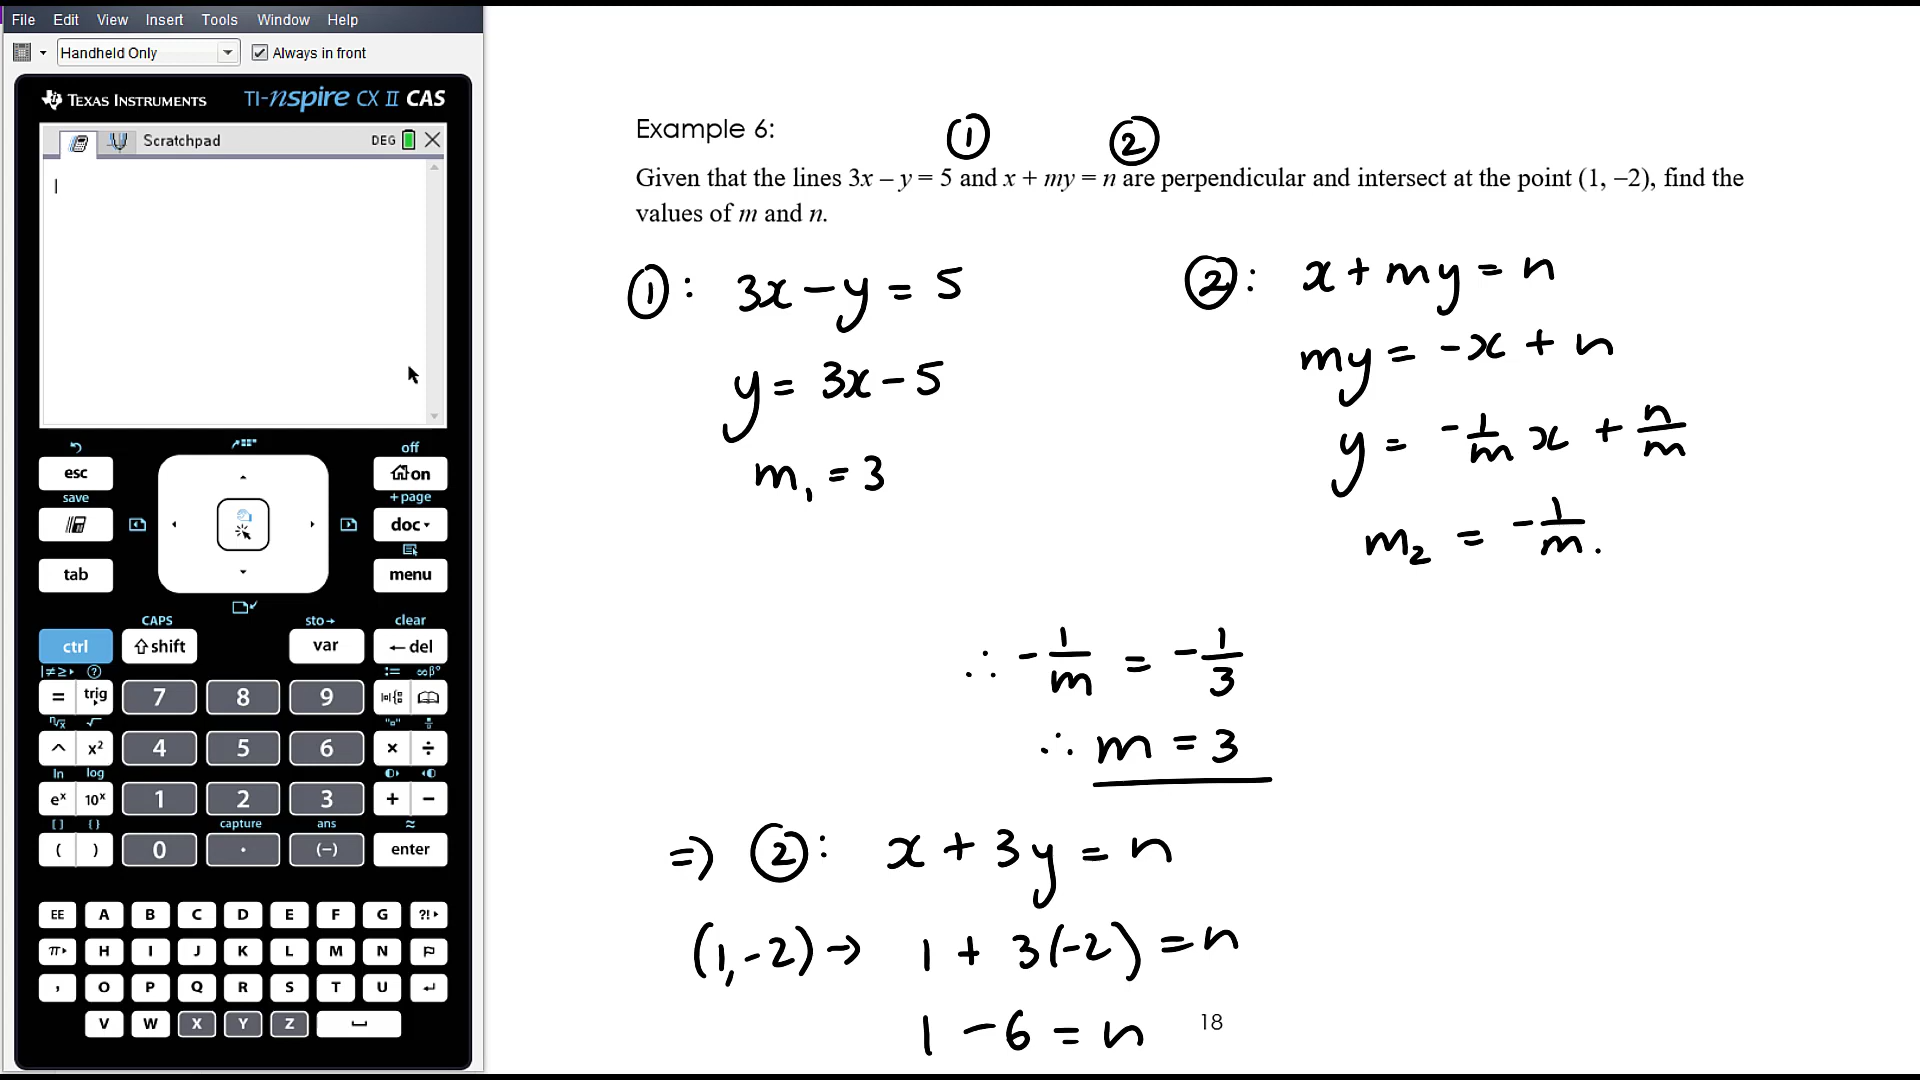 File Edit View Insert Tools Window Help
Handheld Only Always in front
TEXAS INSTRUMENTS TI-nspire CX II CAS
Scratchpad DEG
off
esc on
save + page
doc
tab menu
CAPS sto→ clear
ctrl ⇧shift var ←del
|≠≥▸ ? := ∞β°
= trig 7 8 9
ⁿ√x √ "▫"
^ x² 4 5 6 × ÷
ln log
eˣ 10ˣ 1 2 3 + −
[ ] { } capture ans ≈
( ) 0 . (−) enter
EE A B C D E F G ?!▸
π▸ H I J K L M N
, O P Q R S T U ↵
V W X Y Z
Example 6: ① ②
Given that the lines 3x – y = 5 and x + my = n are perpendicular and intersect at the point (1, –2), find the
values of m and n.
①: 3x – y = 5
y = 3x – 5
m₁ = 3
②: x + my = n
my = -x + n
y = -1/m x + n/m
m₂ = -1/m.
∴ -1/m = -1/3
∴ m = 3
⇒ ②: x + 3y = n
(1,-2) → 1 + 3(-2) = n
1 – 6 = n
18